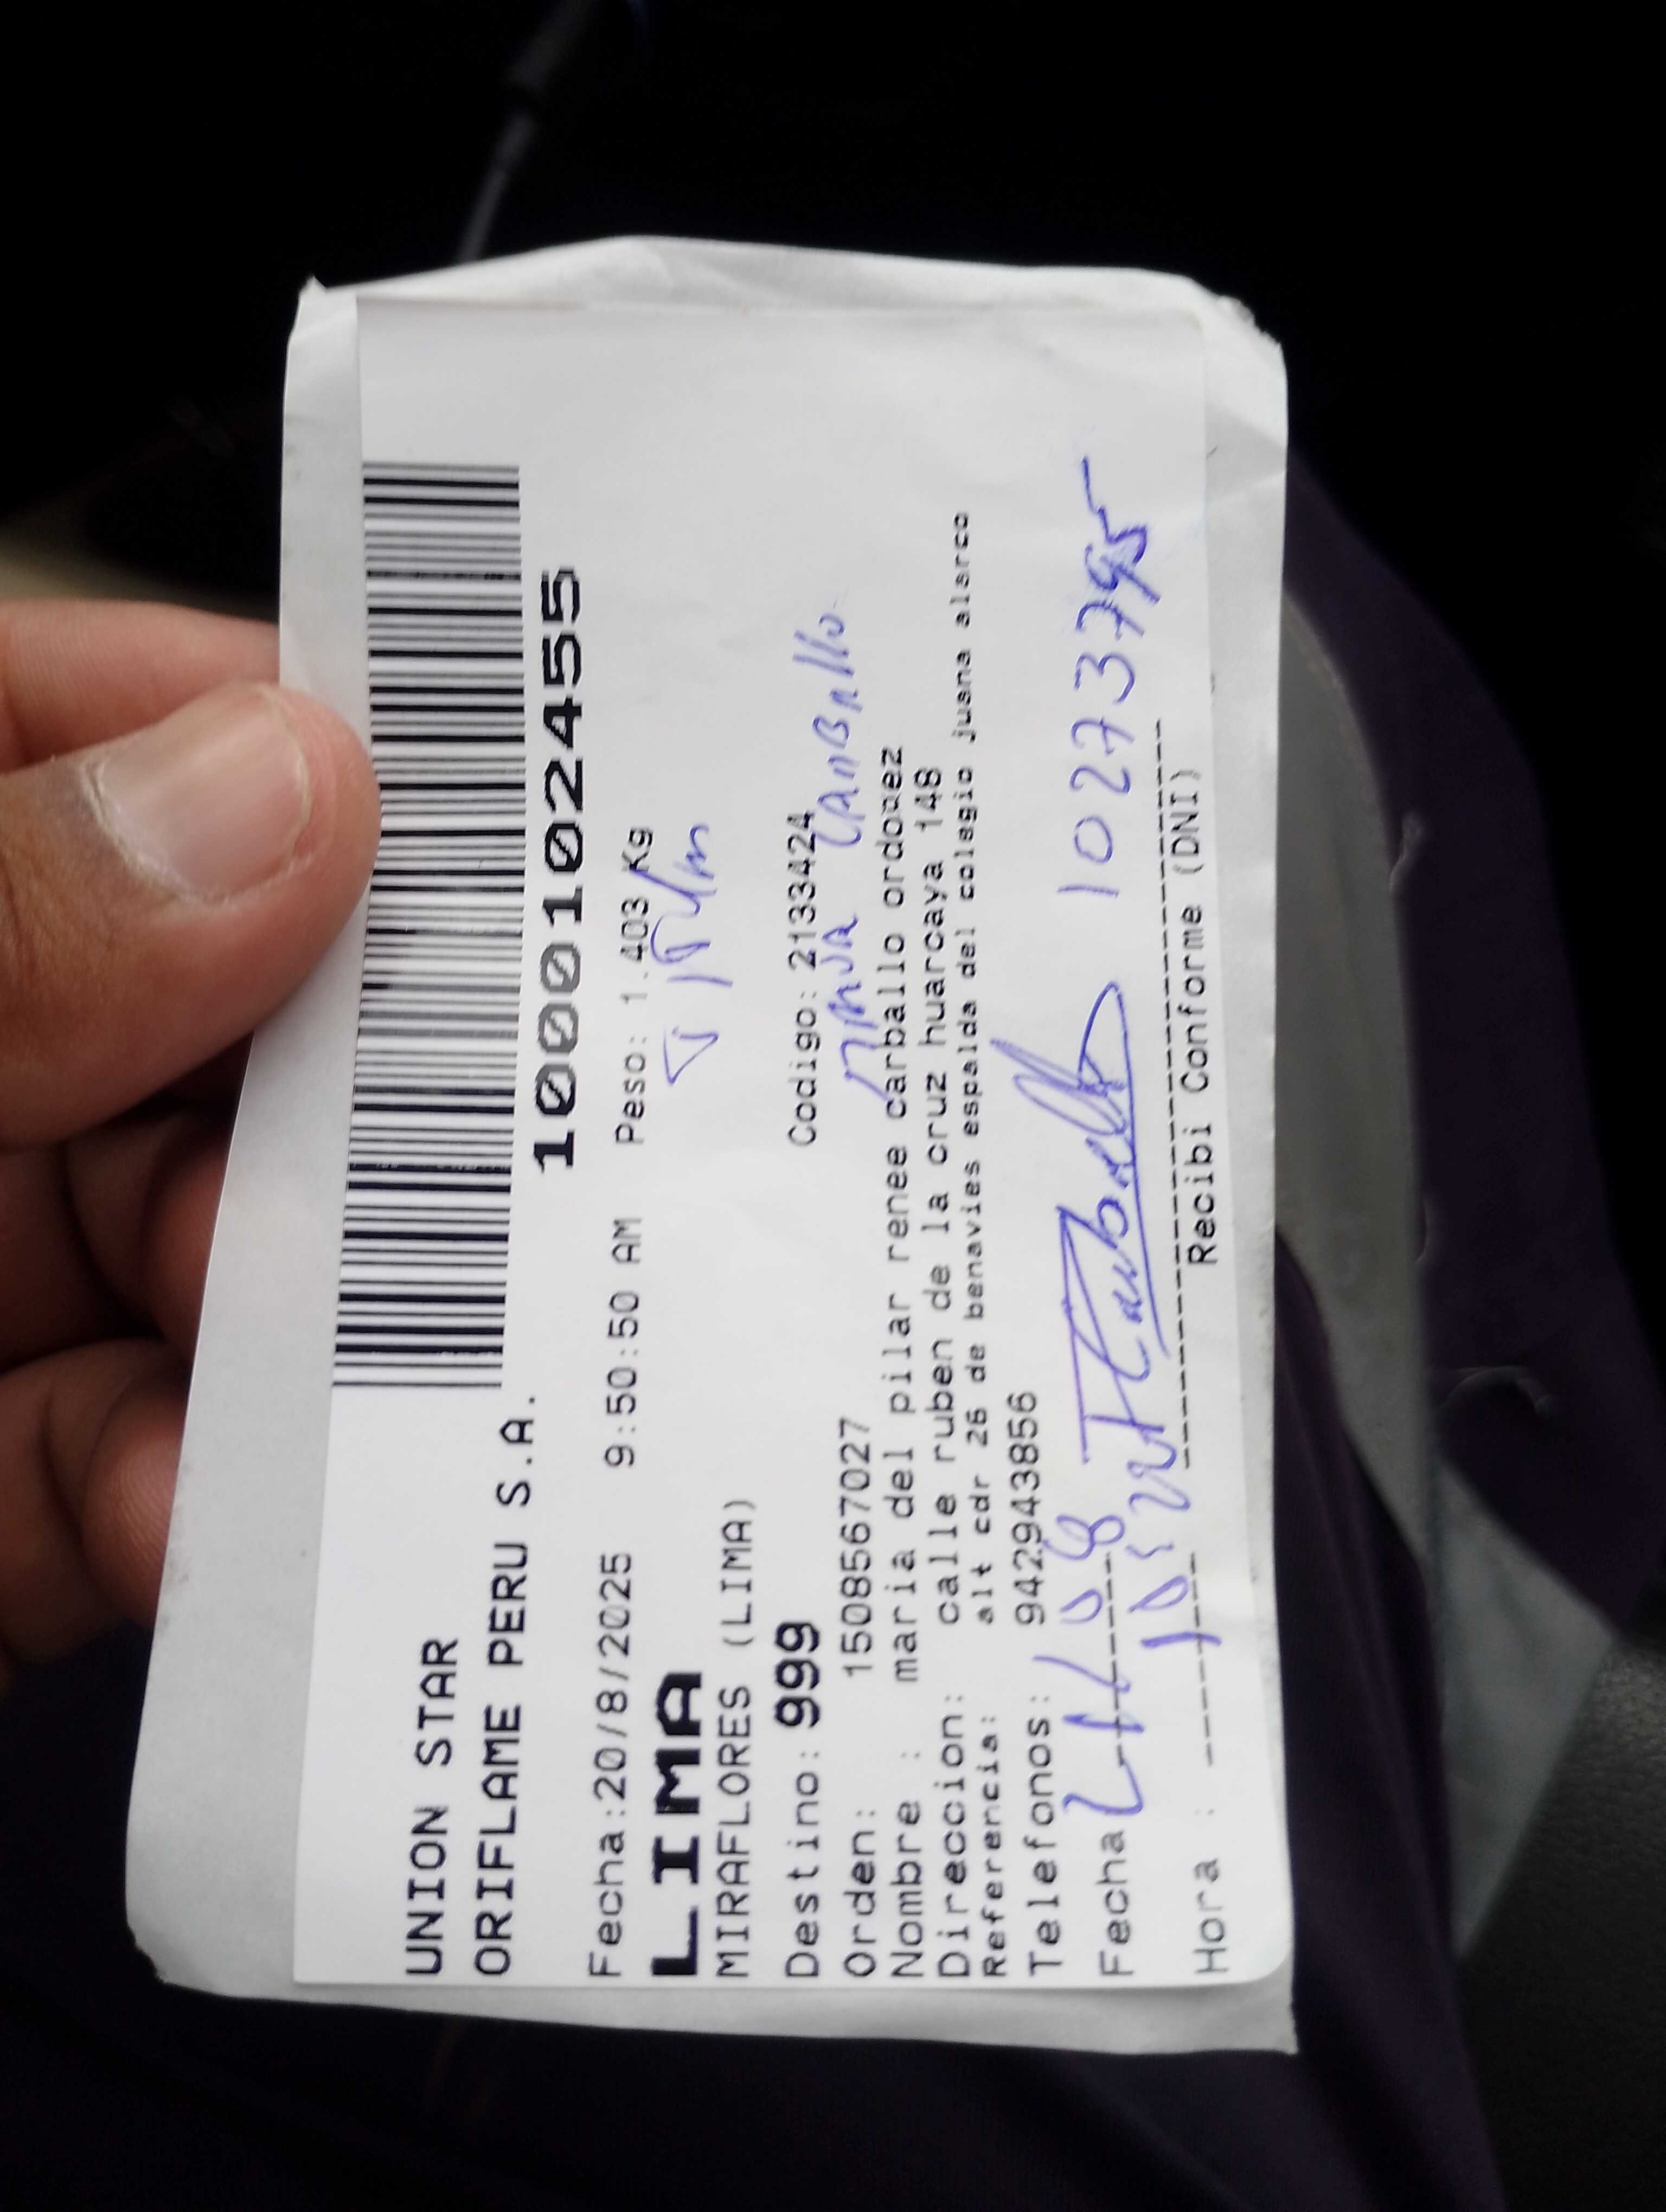 UNION STAR
ORIFLAME PERU S.A.
1000102455
Fecha:20/8/2025 9:50:50 AM Peso: 1.403 Kg
LIMA
MIRAFLORES (LIMA)
Destino: 999 Codigo: 2133424
Carballo
Orden: 1508567027
Nombre : maria del pilar renee carballo ordonez
Direccion: calle ruben de la cruz huarcaya 148
Referencia: alt cdr 26 de benavies espalda del colegio juana alarco
Telefonos: 942943856
Fecha 21/08
Hora :
Recibi Conforme (DNI)